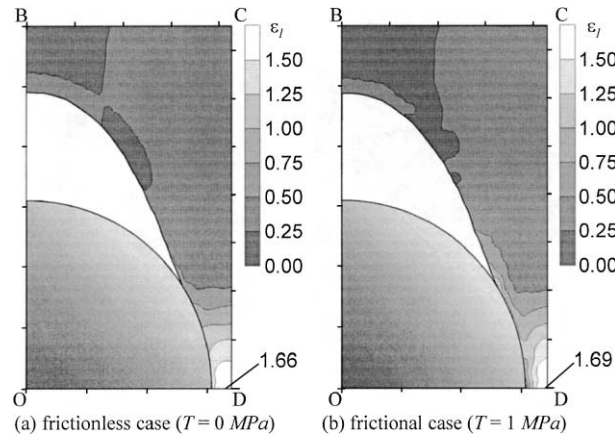 B C B C
ε_I ε_I
1.50 1.50
1.25 1.25
1.00 1.00
0.75 0.75
0.50 0.50
0.25 0.25
0.00 0.00
1.66 1.69
O D O D
(a) frictionless case (T = 0 MPa) (b) frictional case (T = 1 MPa)